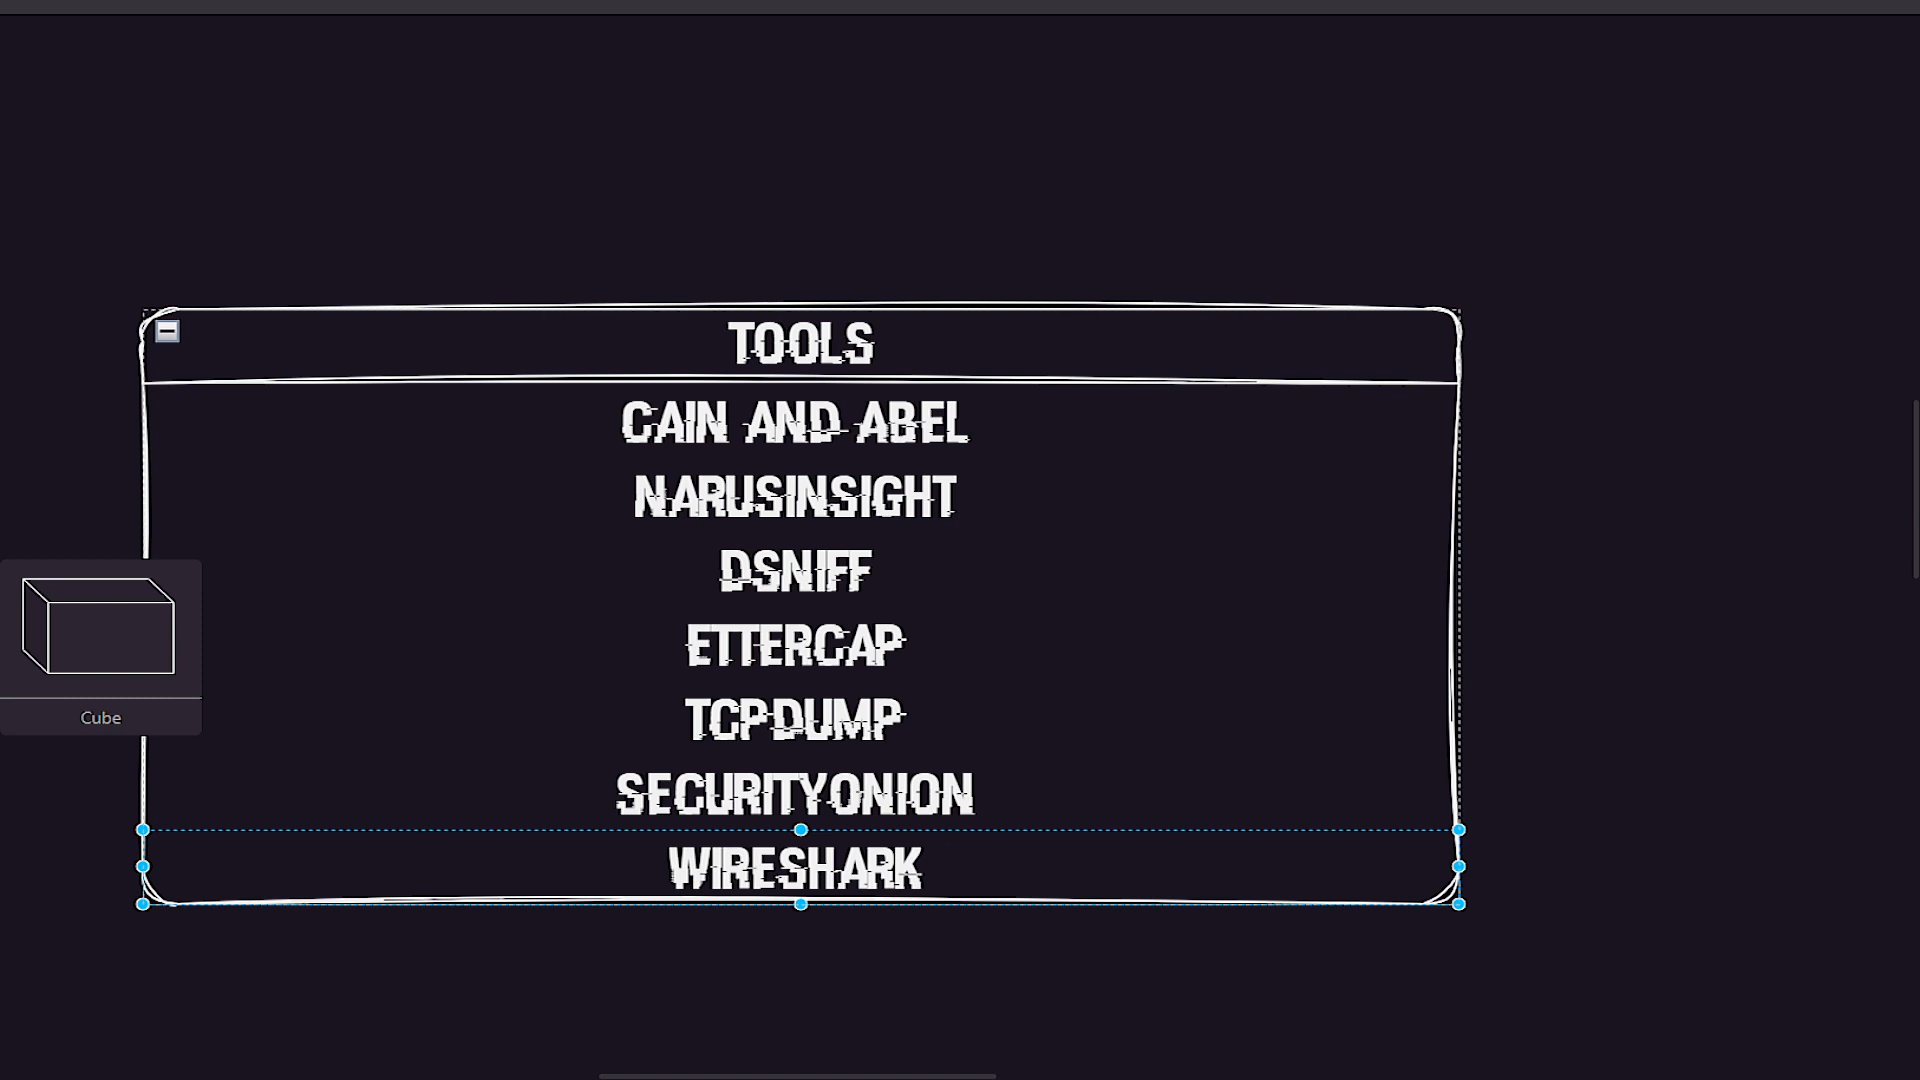 TOOLS
CAIN AND ABEL
NARUSINSIGHT
DSNIFF
ETTERCAP
TCPDUMP
SECURITYONION
WIRESHARK
Cube